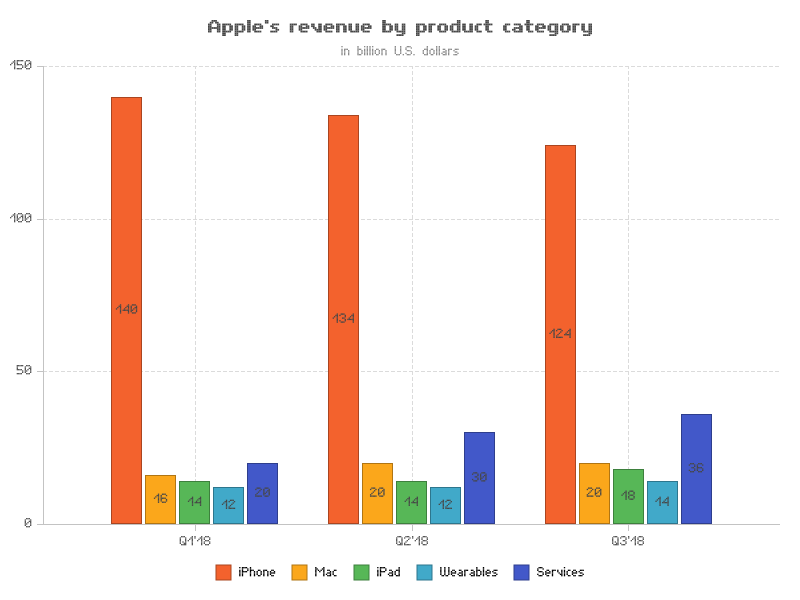 Apple's revenue by product category
in billion U.S. dollars
150
100
50
0
140
16
14
12
20
134
20
14
12
30
124
20
18
14
36
Q1'18
Q2'18
Q3'18
iPhone
Mac
iPad
Wearables
Services